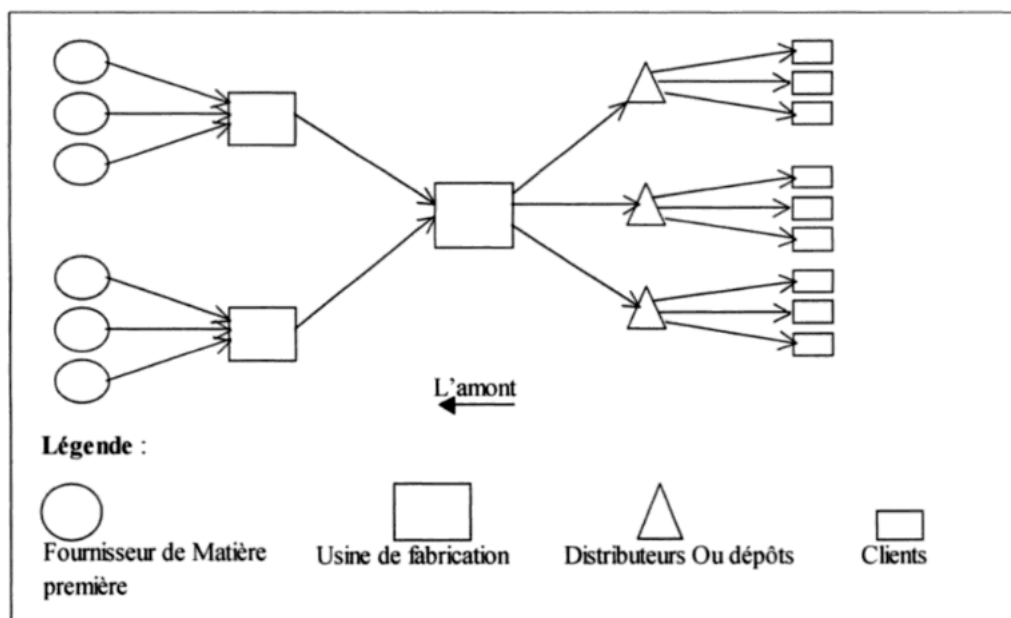 L'amont
Légende :
Fournisseur de Matière
première
Usine de fabrication
Distributeurs Ou dépôts
Clients